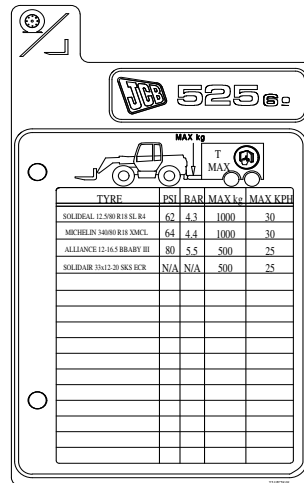 JCB 525 60
MAX kg
T
MAX
TYRE PSI BAR MAX kg MAX KPH
SOLIDEAL 12.5/80 R18 SL R4 62 4.3 1000 30
MICHELIN 340/80 R18 XMCL 64 4.4 1000 30
ALLIANCE 12-16.5 BBABY III 80 5.5 500 25
SOLIDAIR 33x12-20 SKS ECR N/A N/A 500 25